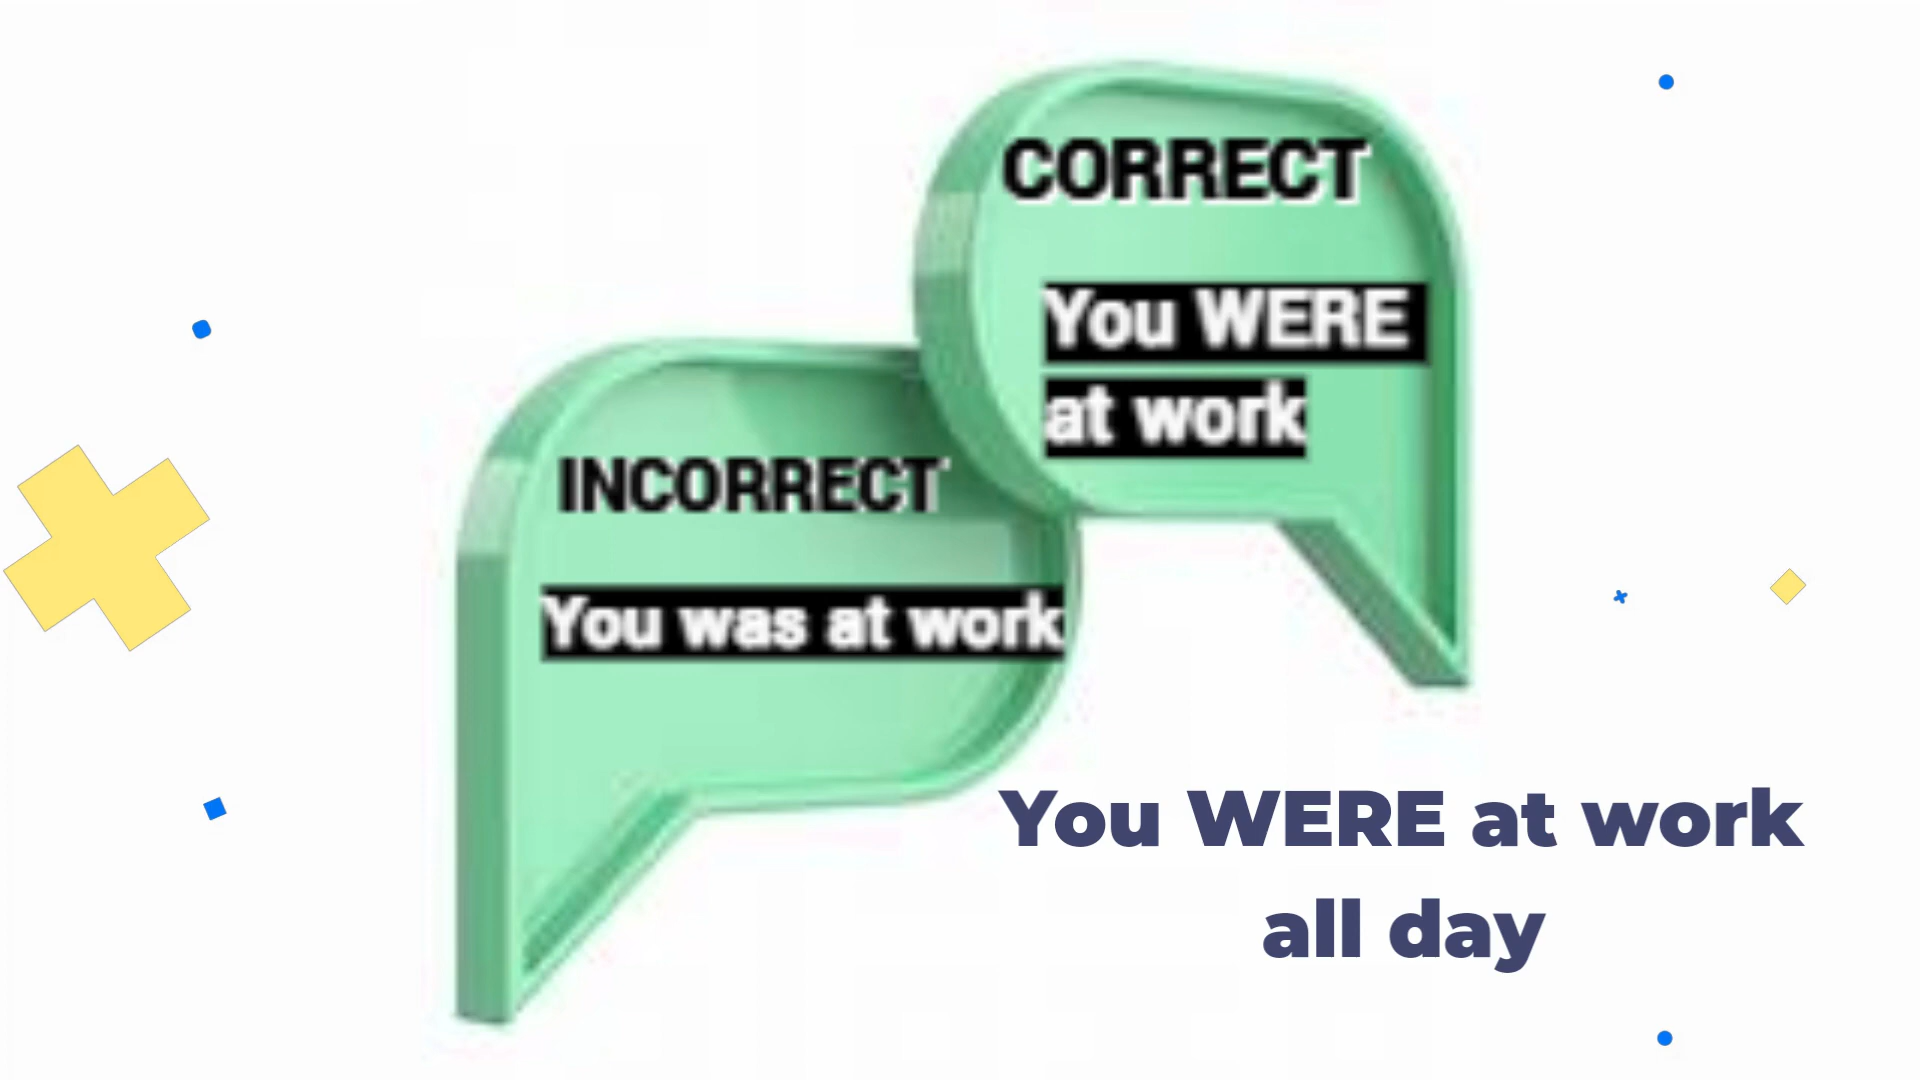 CORRECT
You WERE
at work
INCORRECT
You was at work
You WERE at work
all day